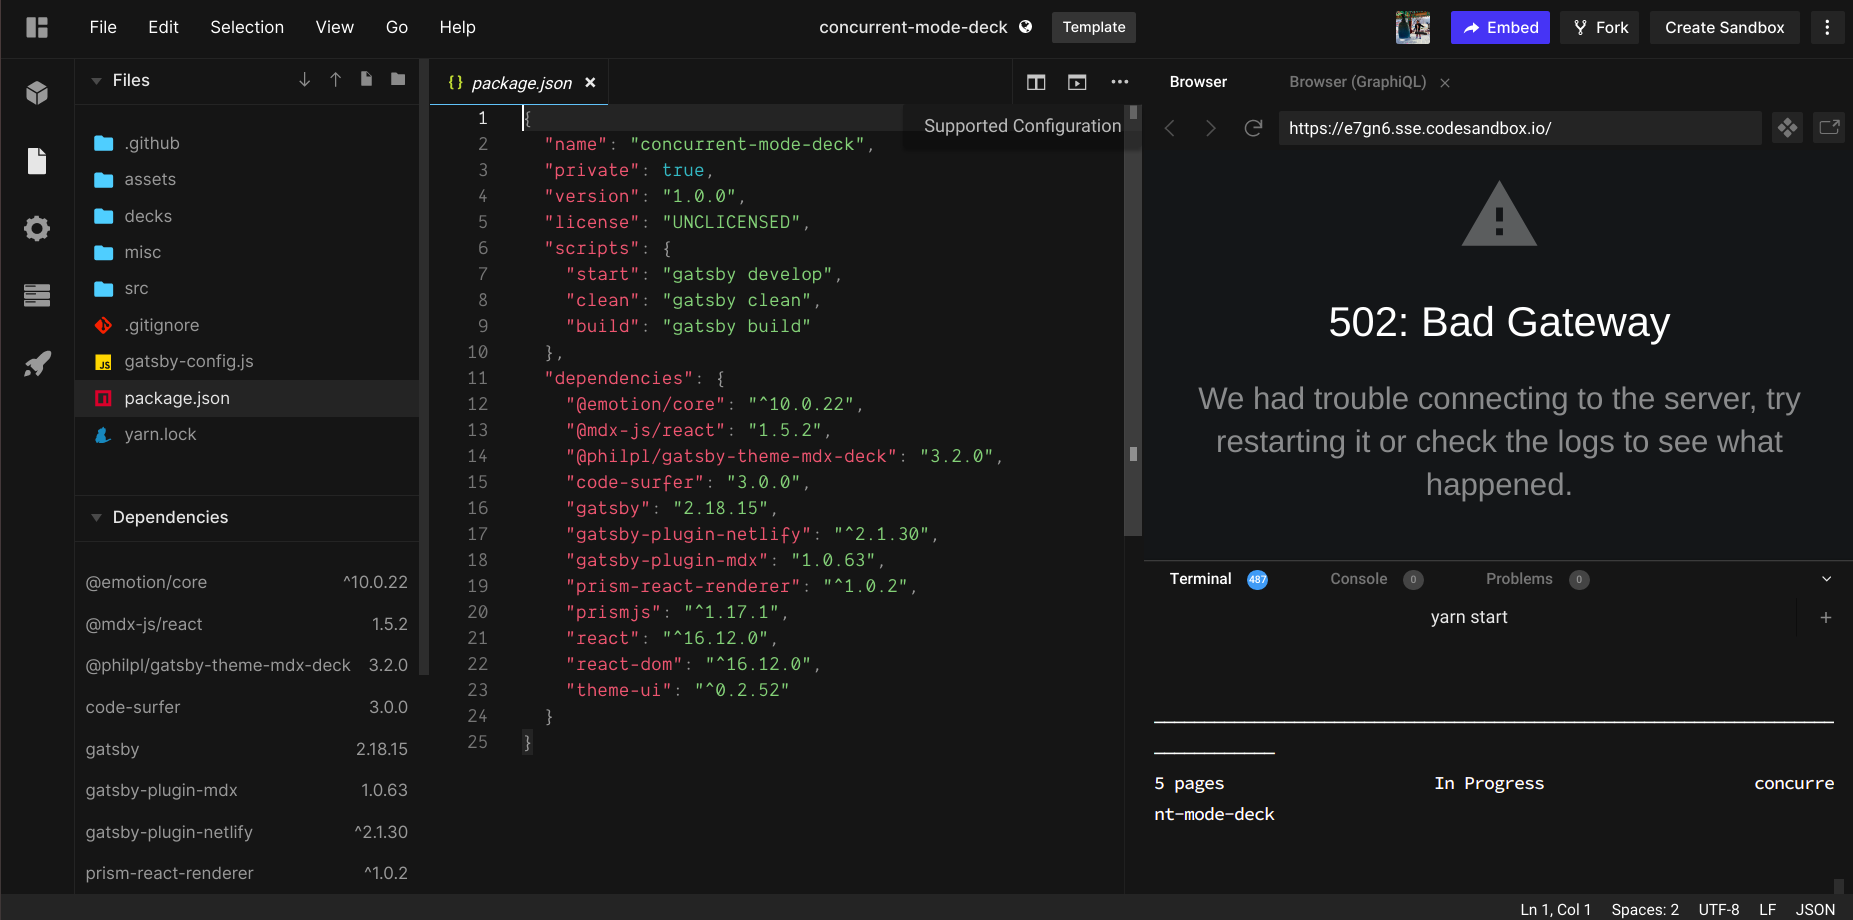 File Edit Selection View Go Help concurrent-mode-deck Template Embed Fork Create Sandbox
Files
.github
assets
decks
misc
src
.gitignore
JS gatsby-config.js
package.json
yarn.lock
Dependencies
@emotion/core ^10.0.22
@mdx-js/react 1.5.2
@philpl/gatsby-theme-mdx-deck 3.2.0
code-surfer 3.0.0
gatsby 2.18.15
gatsby-plugin-mdx 1.0.63
gatsby-plugin-netlify ^2.1.30
prism-react-renderer ^1.0.2
{} package.json ×
Supported Configuration
1 {
2 "name": "concurrent-mode-deck",
3 "private": true,
4 "version": "1.0.0",
5 "license": "UNCLICENSED",
6 "scripts": {
7 "start": "gatsby develop",
8 "clean": "gatsby clean",
9 "build": "gatsby build"
10 },
11 "dependencies": {
12 "@emotion/core": "^10.0.22",
13 "@mdx-js/react": "1.5.2",
14 "@philpl/gatsby-theme-mdx-deck": "3.2.0",
15 "code-surfer": "3.0.0",
16 "gatsby": "2.18.15",
17 "gatsby-plugin-netlify": "^2.1.30",
18 "gatsby-plugin-mdx": "1.0.63",
19 "prism-react-renderer": "^1.0.2",
20 "prismjs": "^1.17.1",
21 "react": "^16.12.0",
22 "react-dom": "^16.12.0",
23 "theme-ui": "^0.2.52"
24 }
25 }
Browser Browser (GraphiQL) ×
https://e7gn6.sse.codesandbox.io/
502: Bad Gateway
We had trouble connecting to the server, try
restarting it or check the logs to see what
happened.
Terminal 487 Console 0 Problems 0
yarn start +
5 pages In Progress concurre
nt-mode-deck
Ln 1, Col 1 Spaces: 2 UTF-8 LF JSON